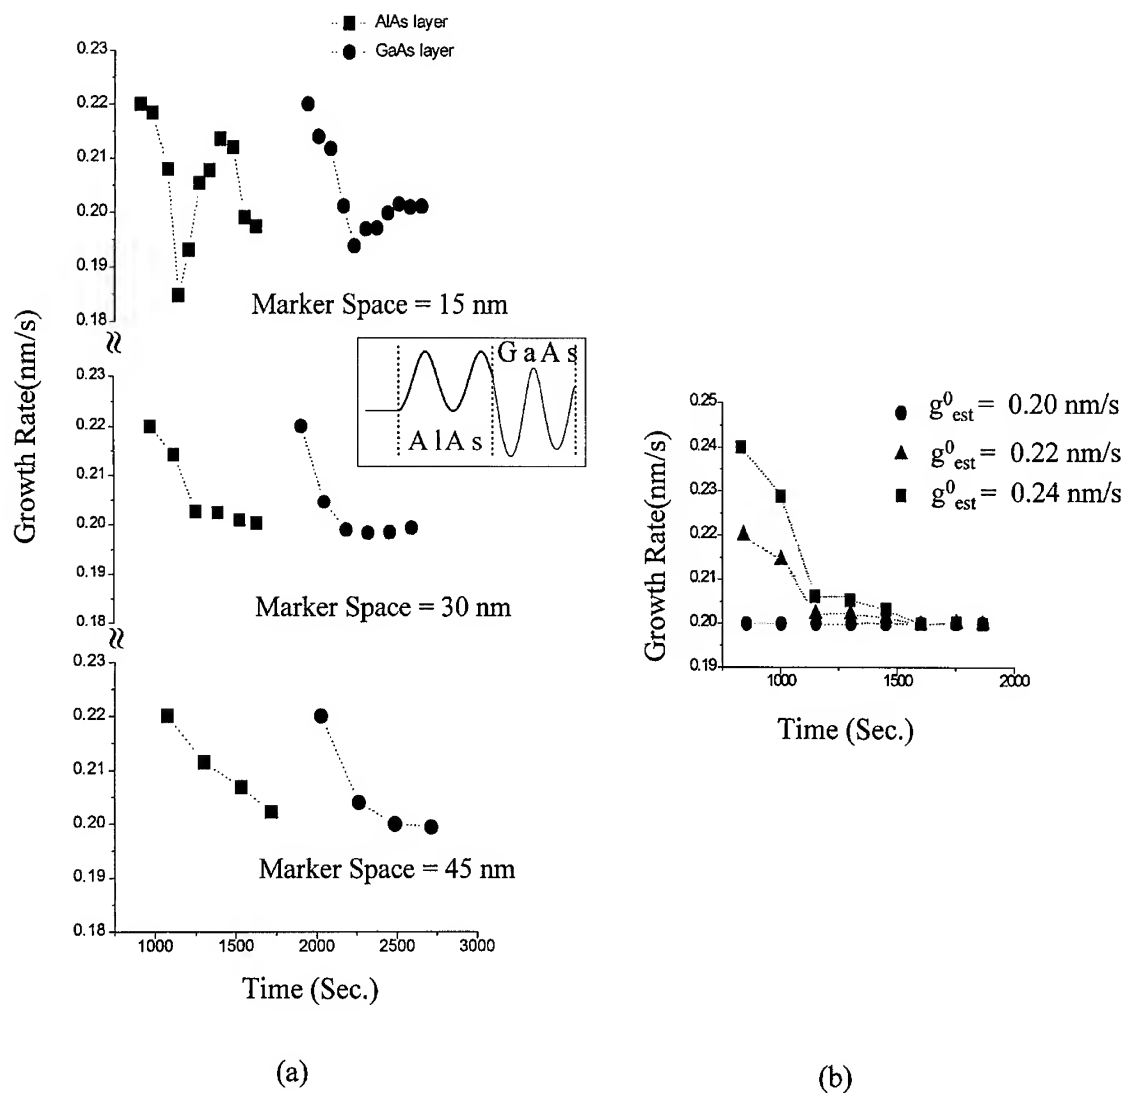 AlAs layer
GaAs layer
0.23
0.22
0.21
0.20
0.19
0.18
Marker Space = 15 nm
G a A s
A l A s
0.23
0.22
0.21
0.20
0.19
0.18
Marker Space = 30 nm
0.23
0.22
0.21
0.20
0.19
0.18
Marker Space = 45 nm
Growth Rate(nm/s)
1000 1500 2000 2500 3000
Time (Sec.)
(a)
g⁰est = 0.20 nm/s
g⁰est = 0.22 nm/s
g⁰est = 0.24 nm/s
0.25
0.24
0.23
0.22
0.21
0.20
0.19
Growth Rate(nm/s)
1000 1500 2000
Time (Sec.)
(b)